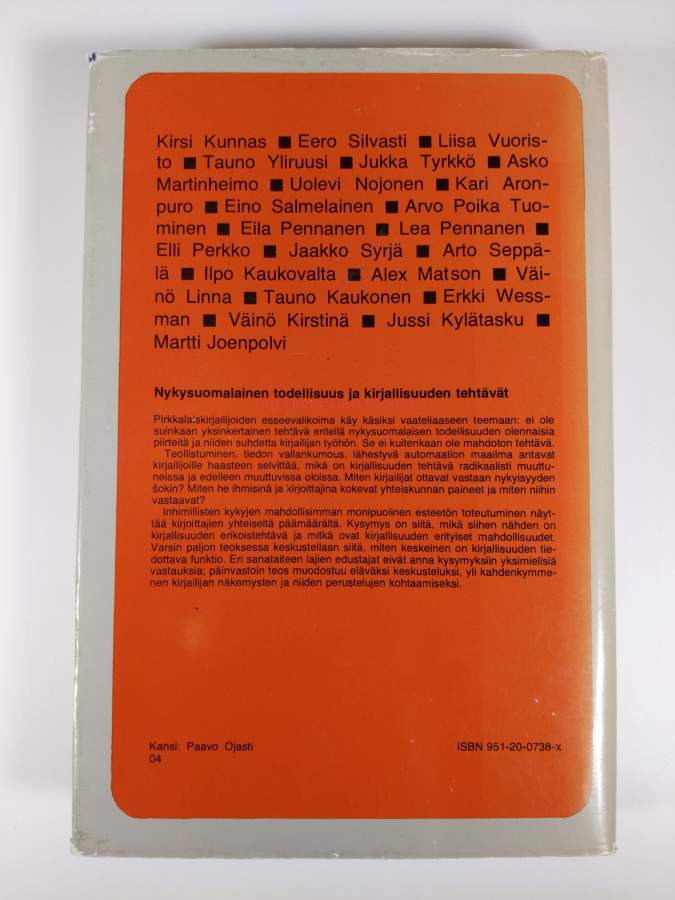 Kirsi Kunnas ■ Eero Silvasti ■ Liisa Vuoris-
to ■ Tauno Yliruusi ■ Jukka Tyrkkö ■ Asko
Martinheimo ■ Uolevi Nojonen ■ Kari Aron-
puro ■ Eino Salmelainen ■ Arvo Poika Tuo-
minen ■ Eila Pennanen ■ Lea Pennanen ■
Elli Perkko ■ Jaakko Syrjä ■ Arto Seppä-
lä ■ Ilpo Kaukovalta ■ Alex Matson ■ Väi-
nö Linna ■ Tauno Kaukonen ■ Erkki Wess-
man ■ Väinö Kirstinä ■ Jussi Kylätasku ■
Martti Joenpolvi
Nykysuomalainen todellisuus ja kirjallisuuden tehtävät
Pirkkalaiskirjailijoiden esseevalikoima käy käsiksi vaateliaaseen teemaan: ei ole
suinkaan yksinkertainen tehtävä eritellä nykysuomalaisen todellisuuden olennaisia
piirteitä ja niiden suhdetta kirjailijan työhön. Se ei kuitenkaan ole mahdoton tehtävä.
Teollistuminen, tiedon vallankumous, lähestyvä automaation maailma antavat
kirjailijoille haasteen selvittää, mikä on kirjallisuuden tehtävä radikaalisti muuttu-
neissa ja edelleen muuttuvissa oloissa. Miten kirjailijat ottavat vastaan nykyisyyden
šokin? Miten he ihmisinä ja kirjoittajina kokevat yhteiskunnan paineet ja miten niihin
vastaavat?
Inhimillisten kykyjen mahdollisimman monipuolinen esteetön toteutuminen näyt-
tää kirjoittajien yhteiseltä päämäärältä. Kysymys on siitä, mikä siihen nähden on
kirjallisuuden erikoistehtävä ja mitkä ovat kirjallisuuden erityiset mahdollisuudet.
Varsin paljon teoksessa keskustellaan siitä, miten keskeinen on kirjallisuuden tie-
dottava funktio. Eri sanataiteen lajien edustajat eivät anna kysymyksiin yksimielisiä
vastauksia; päinvastoin teos muodostuu eläväksi keskusteluksi, yli kahdenkymme-
nen kirjailijan näkemysten ja niiden perustelujen kohtaamiseksi.
Kansi: Paavo Ojasti
04
ISBN 951-20-0738-x